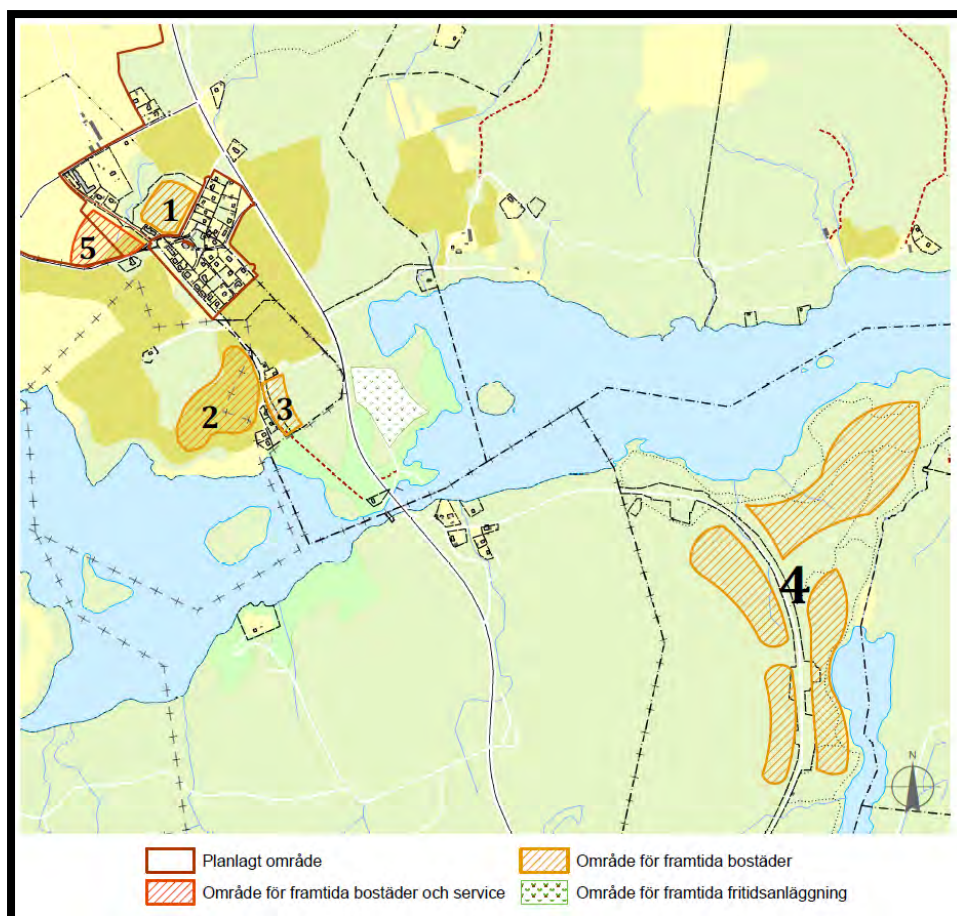 1
5
2
3
4
N
Planlagt område
Område för framtida bostäder
Område för framtida bostäder och service
Område för framtida fritidsanläggning